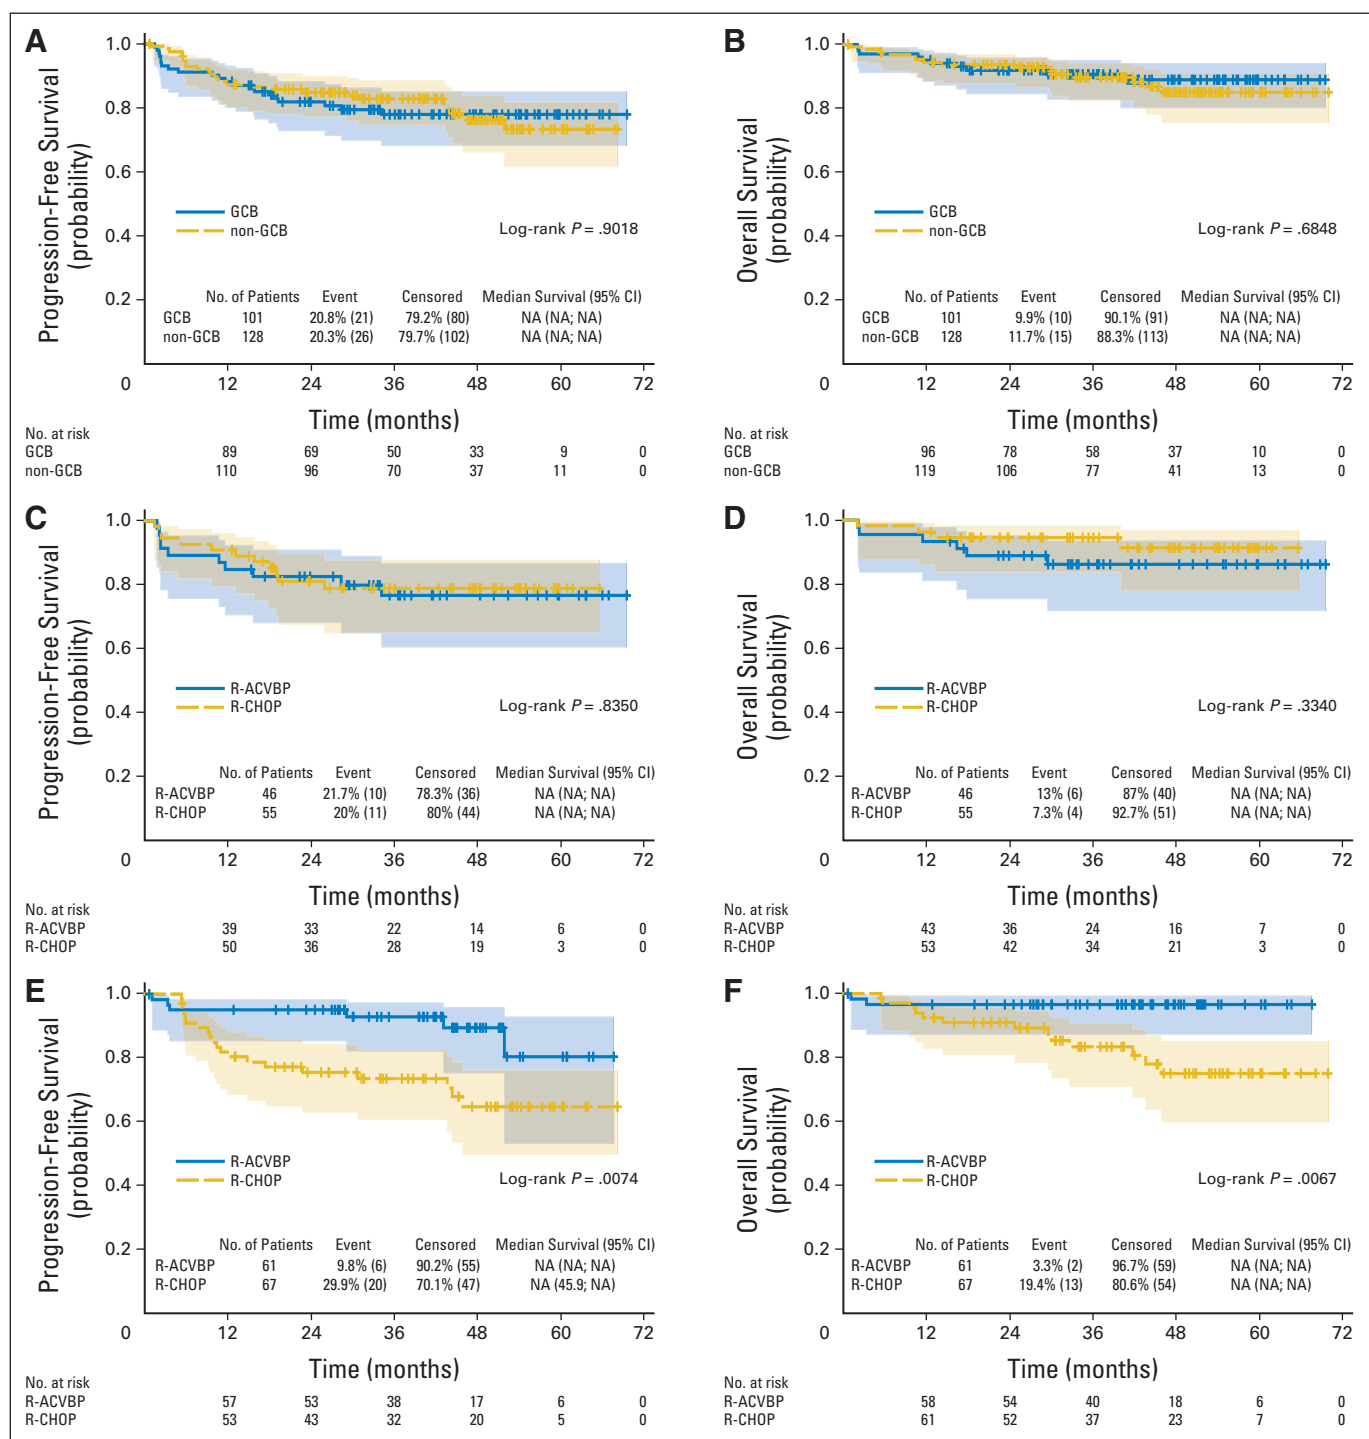 A
Progression-Free Survival
(probability)
1.0
0.8
0.6
0.4
0.2
GCB
non-GCB
Log-rank P = .9018
No. of Patients Event Censored Median Survival (95% CI)
GCB 101 20.8% (21) 79.2% (80) NA (NA; NA)
non-GCB 128 20.3% (26) 79.7% (102) NA (NA; NA)
0 12 24 36 48 60 72
Time (months)
No. at risk
GCB 89 69 50 33 9 0
non-GCB 110 96 70 37 11 0
B
Overall Survival
(probability)
1.0
0.8
0.6
0.4
0.2
GCB
non-GCB
Log-rank P = .6848
No. of Patients Event Censored Median Survival (95% CI)
GCB 101 9.9% (10) 90.1% (91) NA (NA; NA)
non-GCB 128 11.7% (15) 88.3% (113) NA (NA; NA)
0 12 24 36 48 60 72
Time (months)
No. at risk
GCB 96 78 58 37 10 0
non-GCB 119 106 77 41 13 0
C
Progression-Free Survival
(probability)
1.0
0.8
0.6
0.4
0.2
R-ACVBP
R-CHOP
Log-rank P = .8350
No. of Patients Event Censored Median Survival (95% CI)
R-ACVBP 46 21.7% (10) 78.3% (36) NA (NA; NA)
R-CHOP 55 20% (11) 80% (44) NA (NA; NA)
0 12 24 36 48 60 72
Time (months)
No. at risk
R-ACVBP 39 33 22 14 6 0
R-CHOP 50 36 28 19 3 0
D
Overall Survival
(probability)
1.0
0.8
0.6
0.4
0.2
R-ACVBP
R-CHOP
Log-rank P = .3340
No. of Patients Event Censored Median Survival (95% CI)
R-ACVBP 46 13% (6) 87% (40) NA (NA; NA)
R-CHOP 55 7.3% (4) 92.7% (51) NA (NA; NA)
0 12 24 36 48 60 72
Time (months)
No. at risk
R-ACVBP 43 36 24 16 7 0
R-CHOP 53 42 34 21 3 0
E
Progression-Free Survival
(probability)
1.0
0.8
0.6
0.4
0.2
R-ACVBP
R-CHOP
Log-rank P = .0074
No. of Patients Event Censored Median Survival (95% CI)
R-ACVBP 61 9.8% (6) 90.2% (55) NA (NA; NA)
R-CHOP 67 29.9% (20) 70.1% (47) NA (45.9; NA)
0 12 24 36 48 60 72
Time (months)
No. at risk
R-ACVBP 57 53 38 17 6 0
R-CHOP 53 43 32 20 5 0
F
Overall Survival
(probability)
1.0
0.8
0.6
0.4
0.2
R-ACVBP
R-CHOP
Log-rank P = .0067
No. of Patients Event Censored Median Survival (95% CI)
R-ACVBP 61 3.3% (2) 96.7% (59) NA (NA; NA)
R-CHOP 67 19.4% (13) 80.6% (54) NA (NA; NA)
0 12 24 36 48 60 72
Time (months)
No. at risk
R-ACVBP 58 54 40 18 6 0
R-CHOP 61 52 37 23 7 0